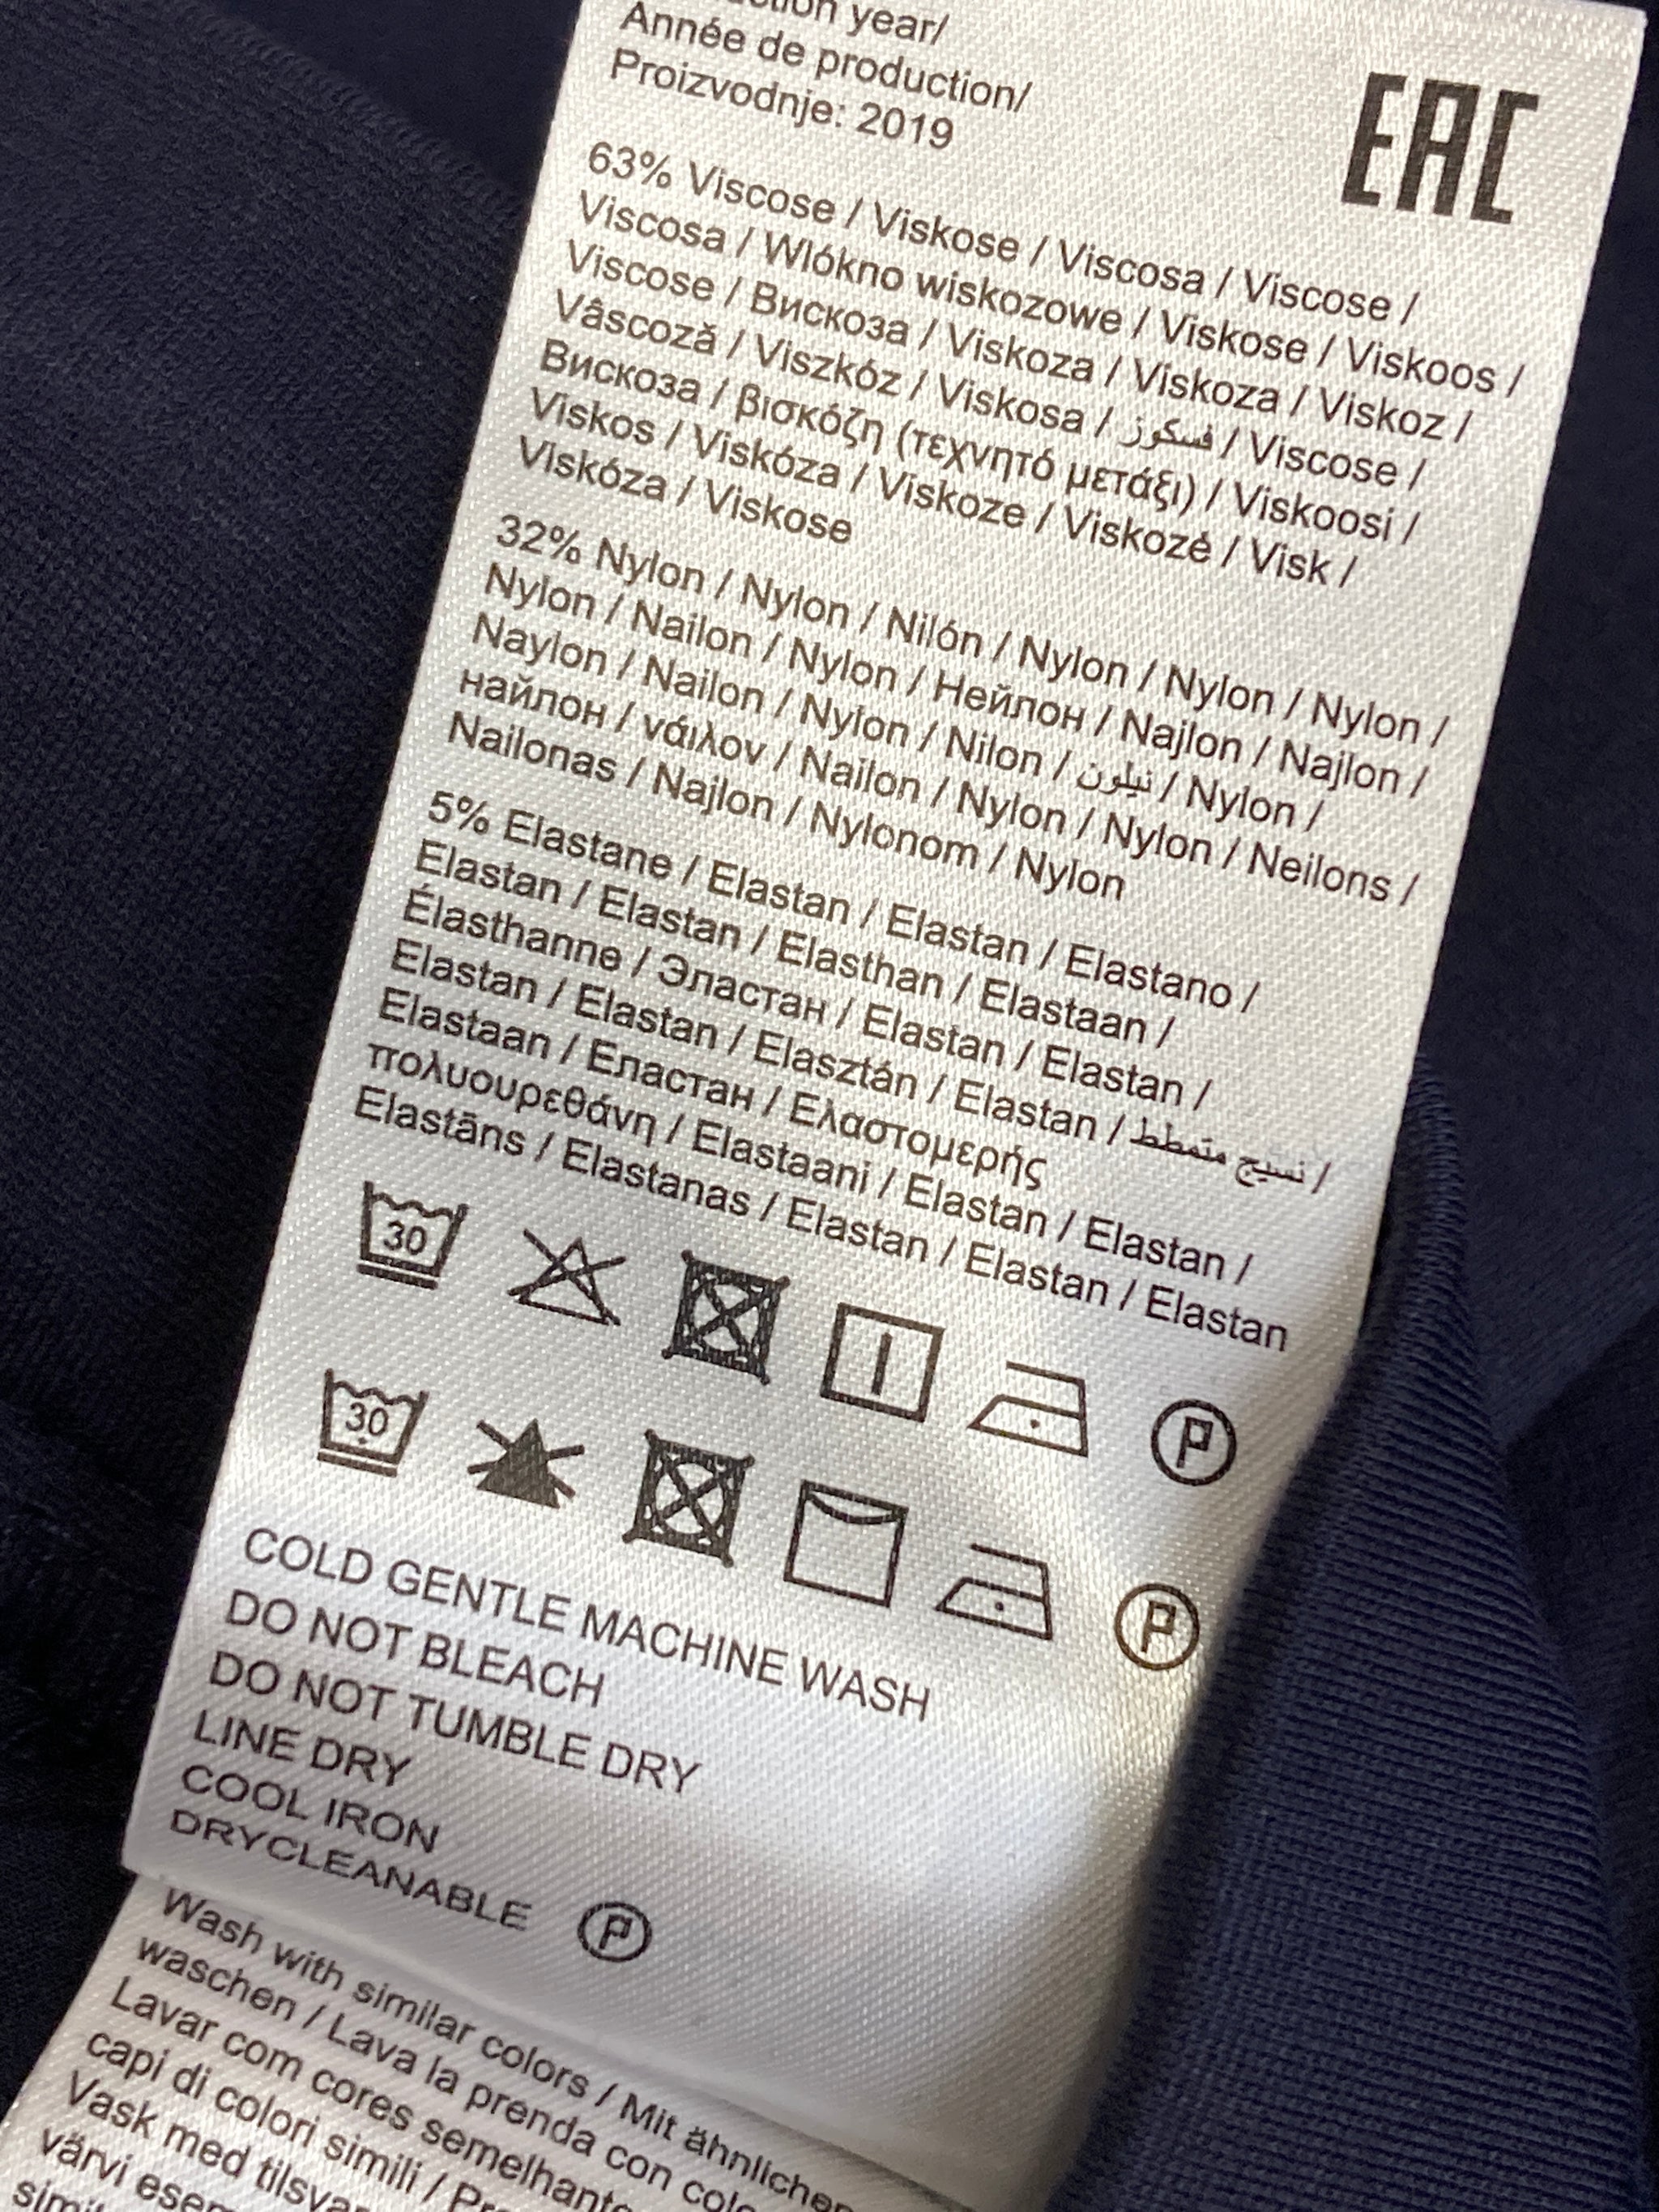 year/
Année de production/
Proizvodnje: 2019
EAC
63% Viscose / Viskose / Viscosa / Viscose /
Viscosa / Wlókno wiskozowe / Viskose / Viskoos /
Viscose / Вискоза / Viskoza / Viskoza / Viskoz /
Vâscoză / Viszkóz / Viskosa / فسكوز / Viscose /
Вискоза / βισκόζη (τεχνητό μετάξι) / Viskoosi /
Viskos / Viskóza / Viskoze / Viskozė / Visk /
Viskóza / Viskose
32% Nylon / Nylon / Nilón / Nylon / Nylon / Nylon /
Nylon / Nailon / Nylon / Нейлон / Najlon / Najlon /
Naylon / Nailon / Nylon / Nilon / نيلون / Nylon /
найлон / νάιλον / Nailon / Nylon / Nylon / Neilons /
Nailonas / Najlon / Nylonom / Nylon
5% Elastane / Elastan / Elastan / Elastano /
Elastan / Elastan / Elasthan / Elastaan /
Élasthanne / Эластан / Elastan / Elastan /
Elastan / Elastan / Elasztán / Elastan / نسيج متمطط /
Elastaan / Еластан / Ελαστομερής
πολυουρεθάνη / Elastaani / Elastan / Elastan /
Elastāns / Elastanas / Elastan / Elastan / Elastan
30 P
30 P
COLD GENTLE MACHINE WASH
DO NOT BLEACH
DO NOT TUMBLE DRY
LINE DRY
COOL IRON
DRYCLEANABLE P
Wash with similar colors / Mit ähnlichen
waschen / Lava la prenda con
Lavar com cores
capi di colori simili /
Vask med
värvi